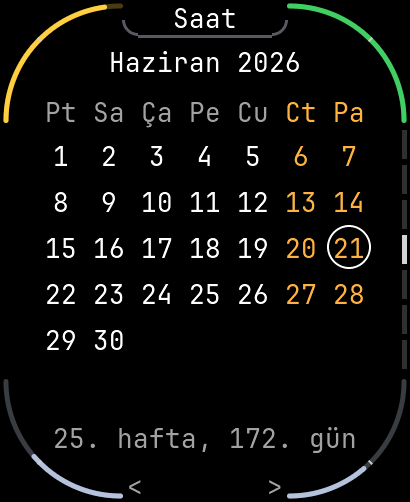 Saat
Haziran 2026
Pt Sa Ça Pe Cu Ct Pa
1 2 3 4 5 6 7
8 9 10 11 12 13 14
15 16 17 18 19 20 21
22 23 24 25 26 27 28
29 30
25. hafta, 172. gün
< >